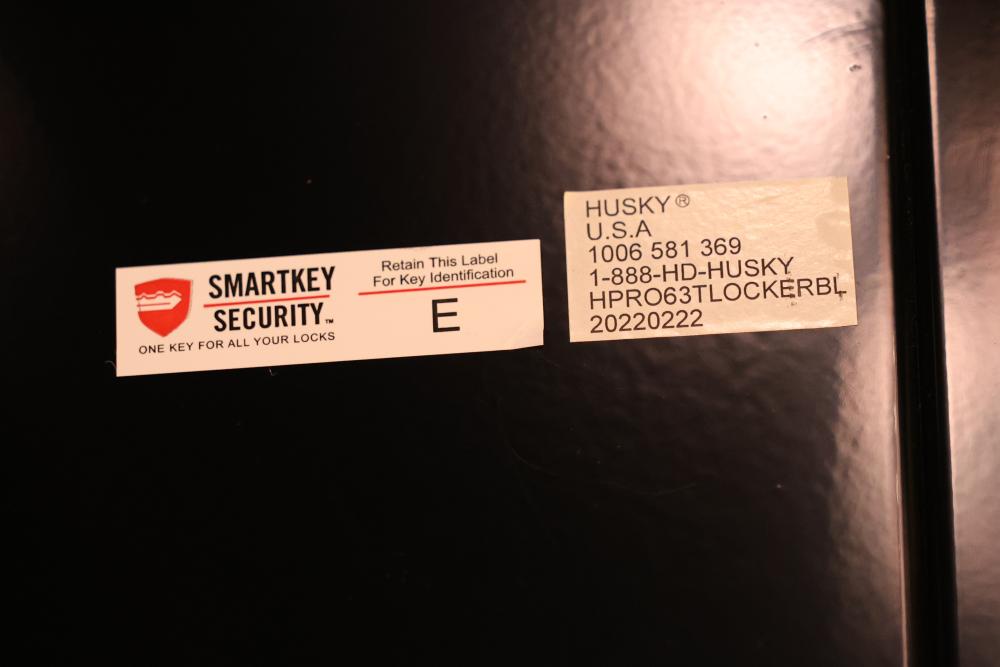 SMARTKEY
SECURITY™
ONE KEY FOR ALL YOUR LOCKS
Retain This Label
For Key Identification
E
HUSKY®
U.S.A
1006 581 369
1-888-HD-HUSKY
HPRO63TLOCKERBL
20220222